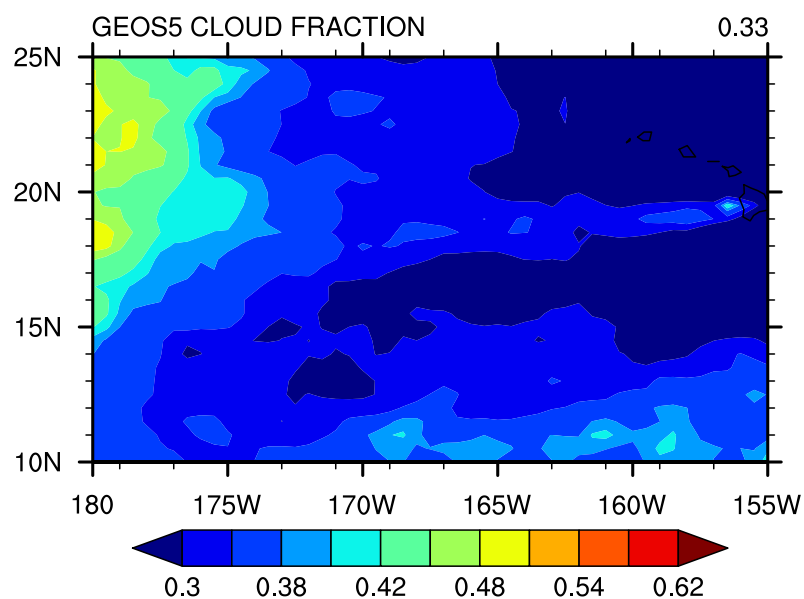 GEOS5 CLOUD FRACTION 0.33
25N
20N
15N
10N
180 175W 170W 165W 160W 155W
0.3 0.38 0.42 0.48 0.54 0.62